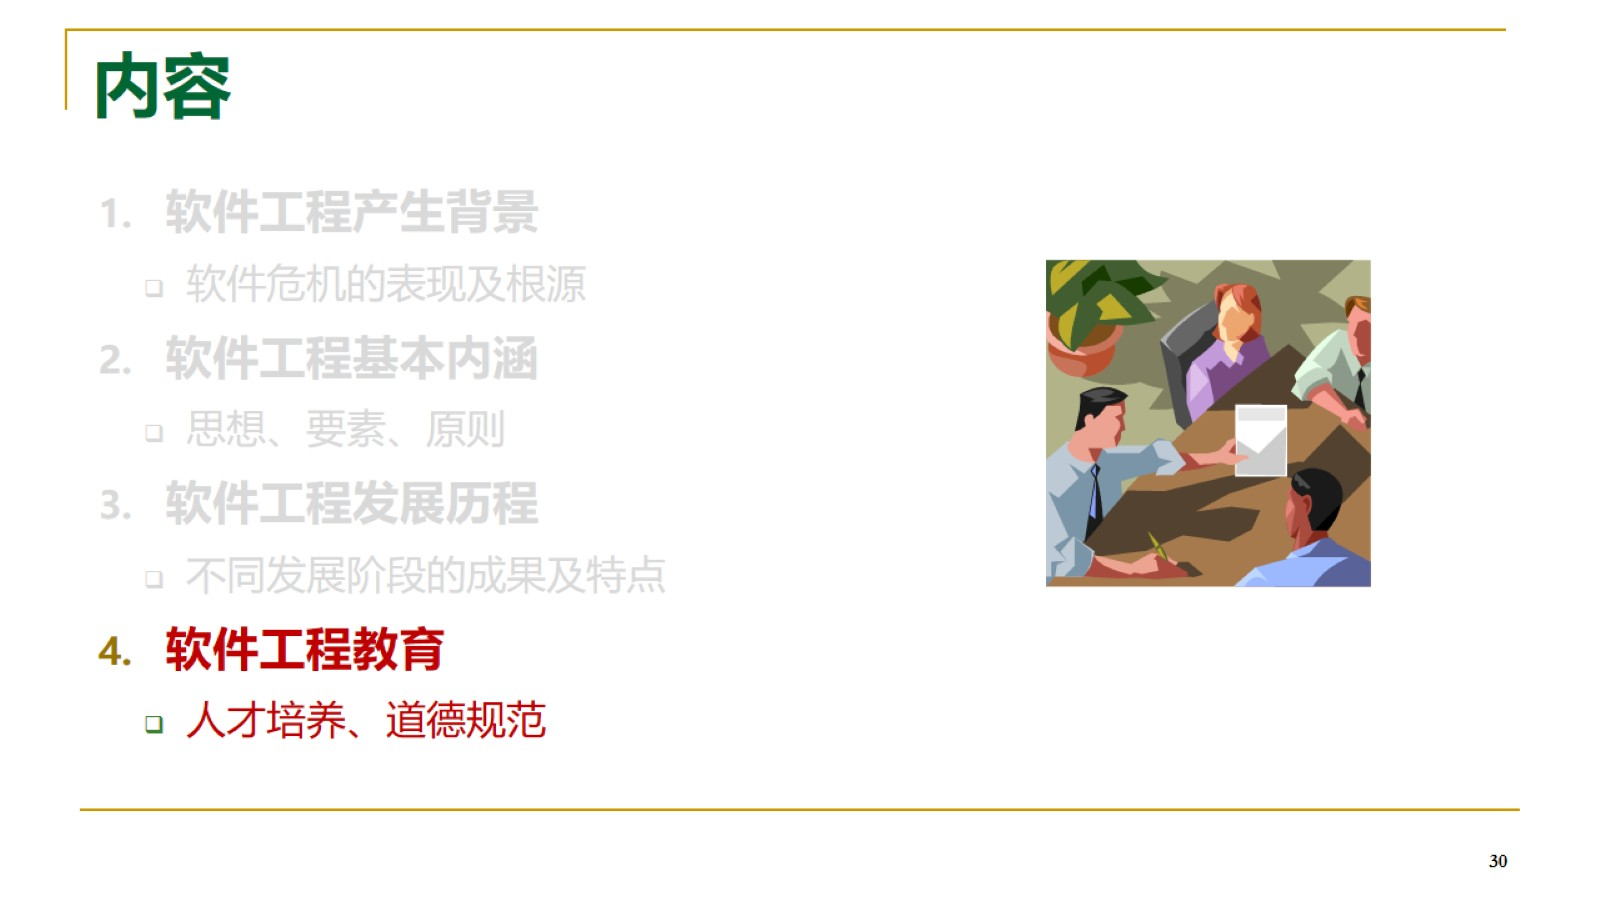 内容
1. 软件工程产生背景
❑ 软件危机的表现及根源
2. 软件工程基本内涵
❑ 思想、要素、原则
3. 软件工程发展历程
❑ 不同发展阶段的成果及特点
4. 软件工程教育
❑ 人才培养、道德规范
30